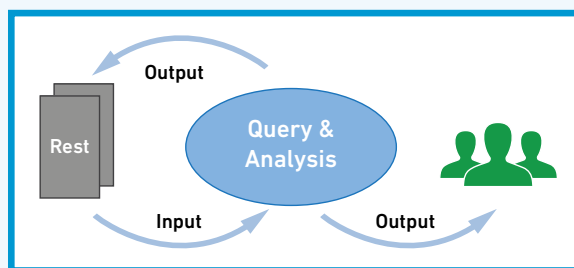 Output
Query &
Analysis
Rest
Input
Output